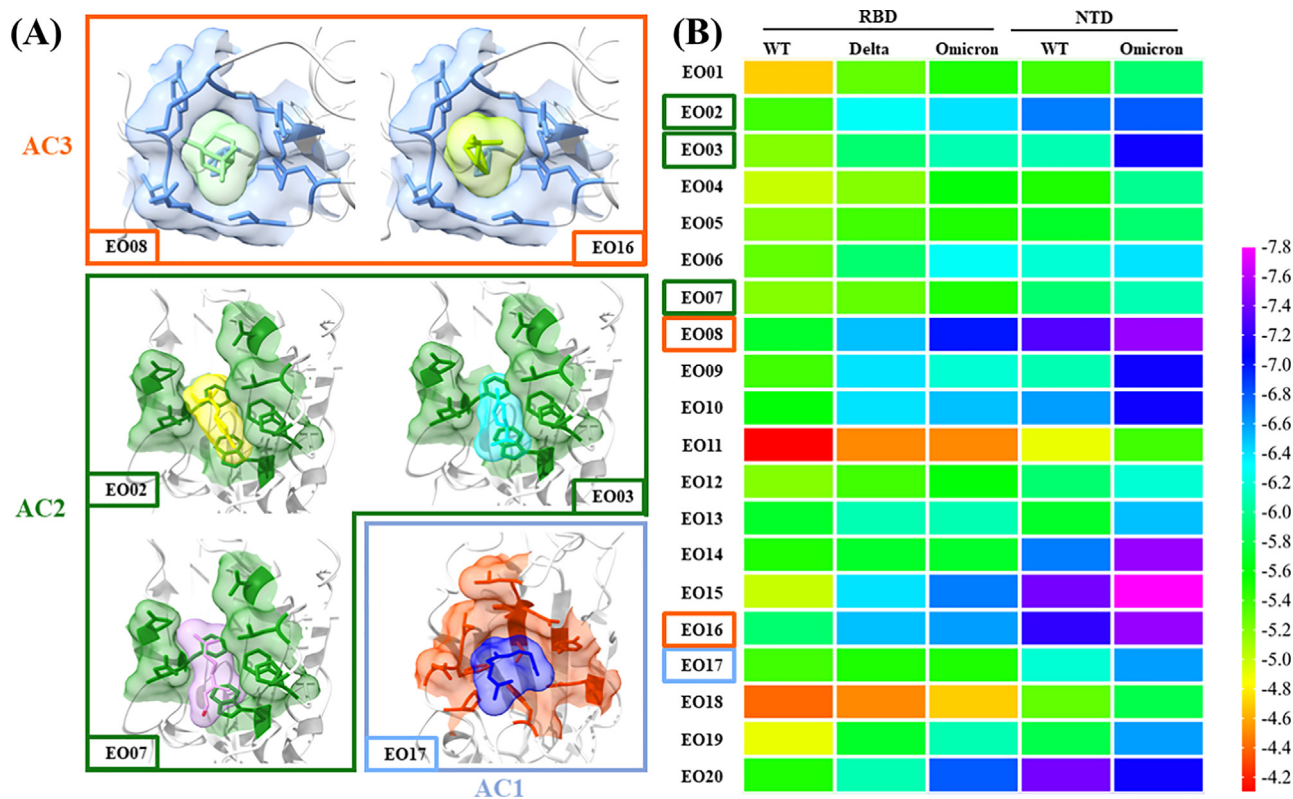 (A)
AC3
EO08
EO16
AC2
EO02
EO03
EO07
EO17
AC1
(B)
RBD NTD
WT Delta Omicron WT Omicron
EO01
EO02
EO03
EO04
EO05
EO06
EO07
EO08
EO09
EO10
EO11
EO12
EO13
EO14
EO15
EO16
EO17
EO18
EO19
EO20
-7.8
-7.4
-7.2
-7.0
-6.8
-6.6
-6.4
-6.2
-6.0
-5.8
-5.6
-5.4
-5.2
-5.0
-4.8
-4.6
-4.4
-4.2